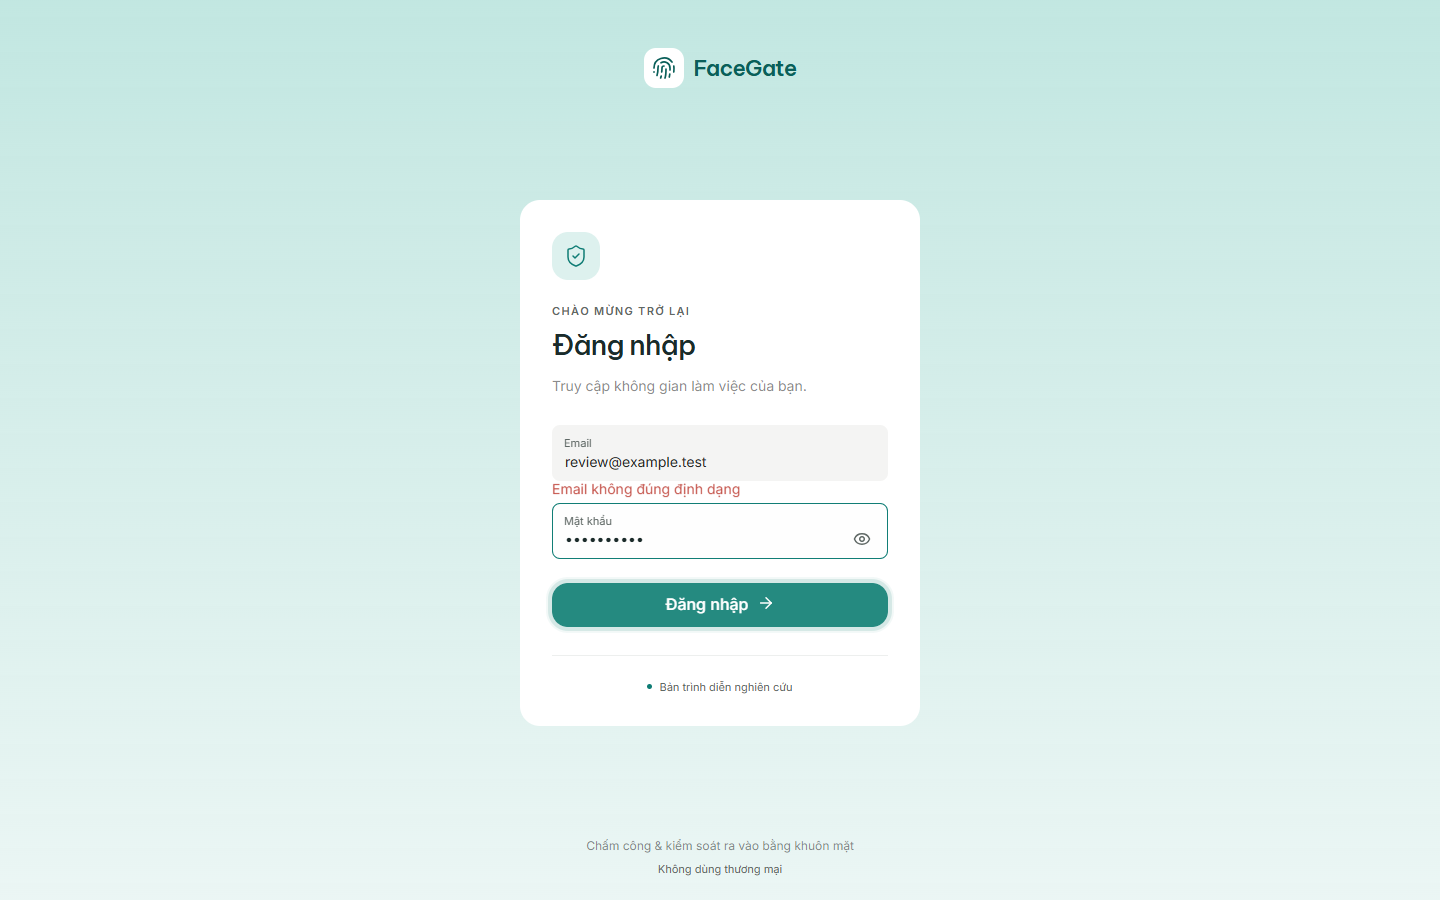 FaceGate
CHÀO MỪNG TRỞ LẠI
Đăng nhập
Truy cập không gian làm việc của bạn.
Email
review@example.test
Email không đúng định dạng
Mật khẩu
••••••••••
Đăng nhập →
Bản trình diễn nghiên cứu
Chấm công & kiểm soát ra vào bằng khuôn mặt
Không dùng thương mại